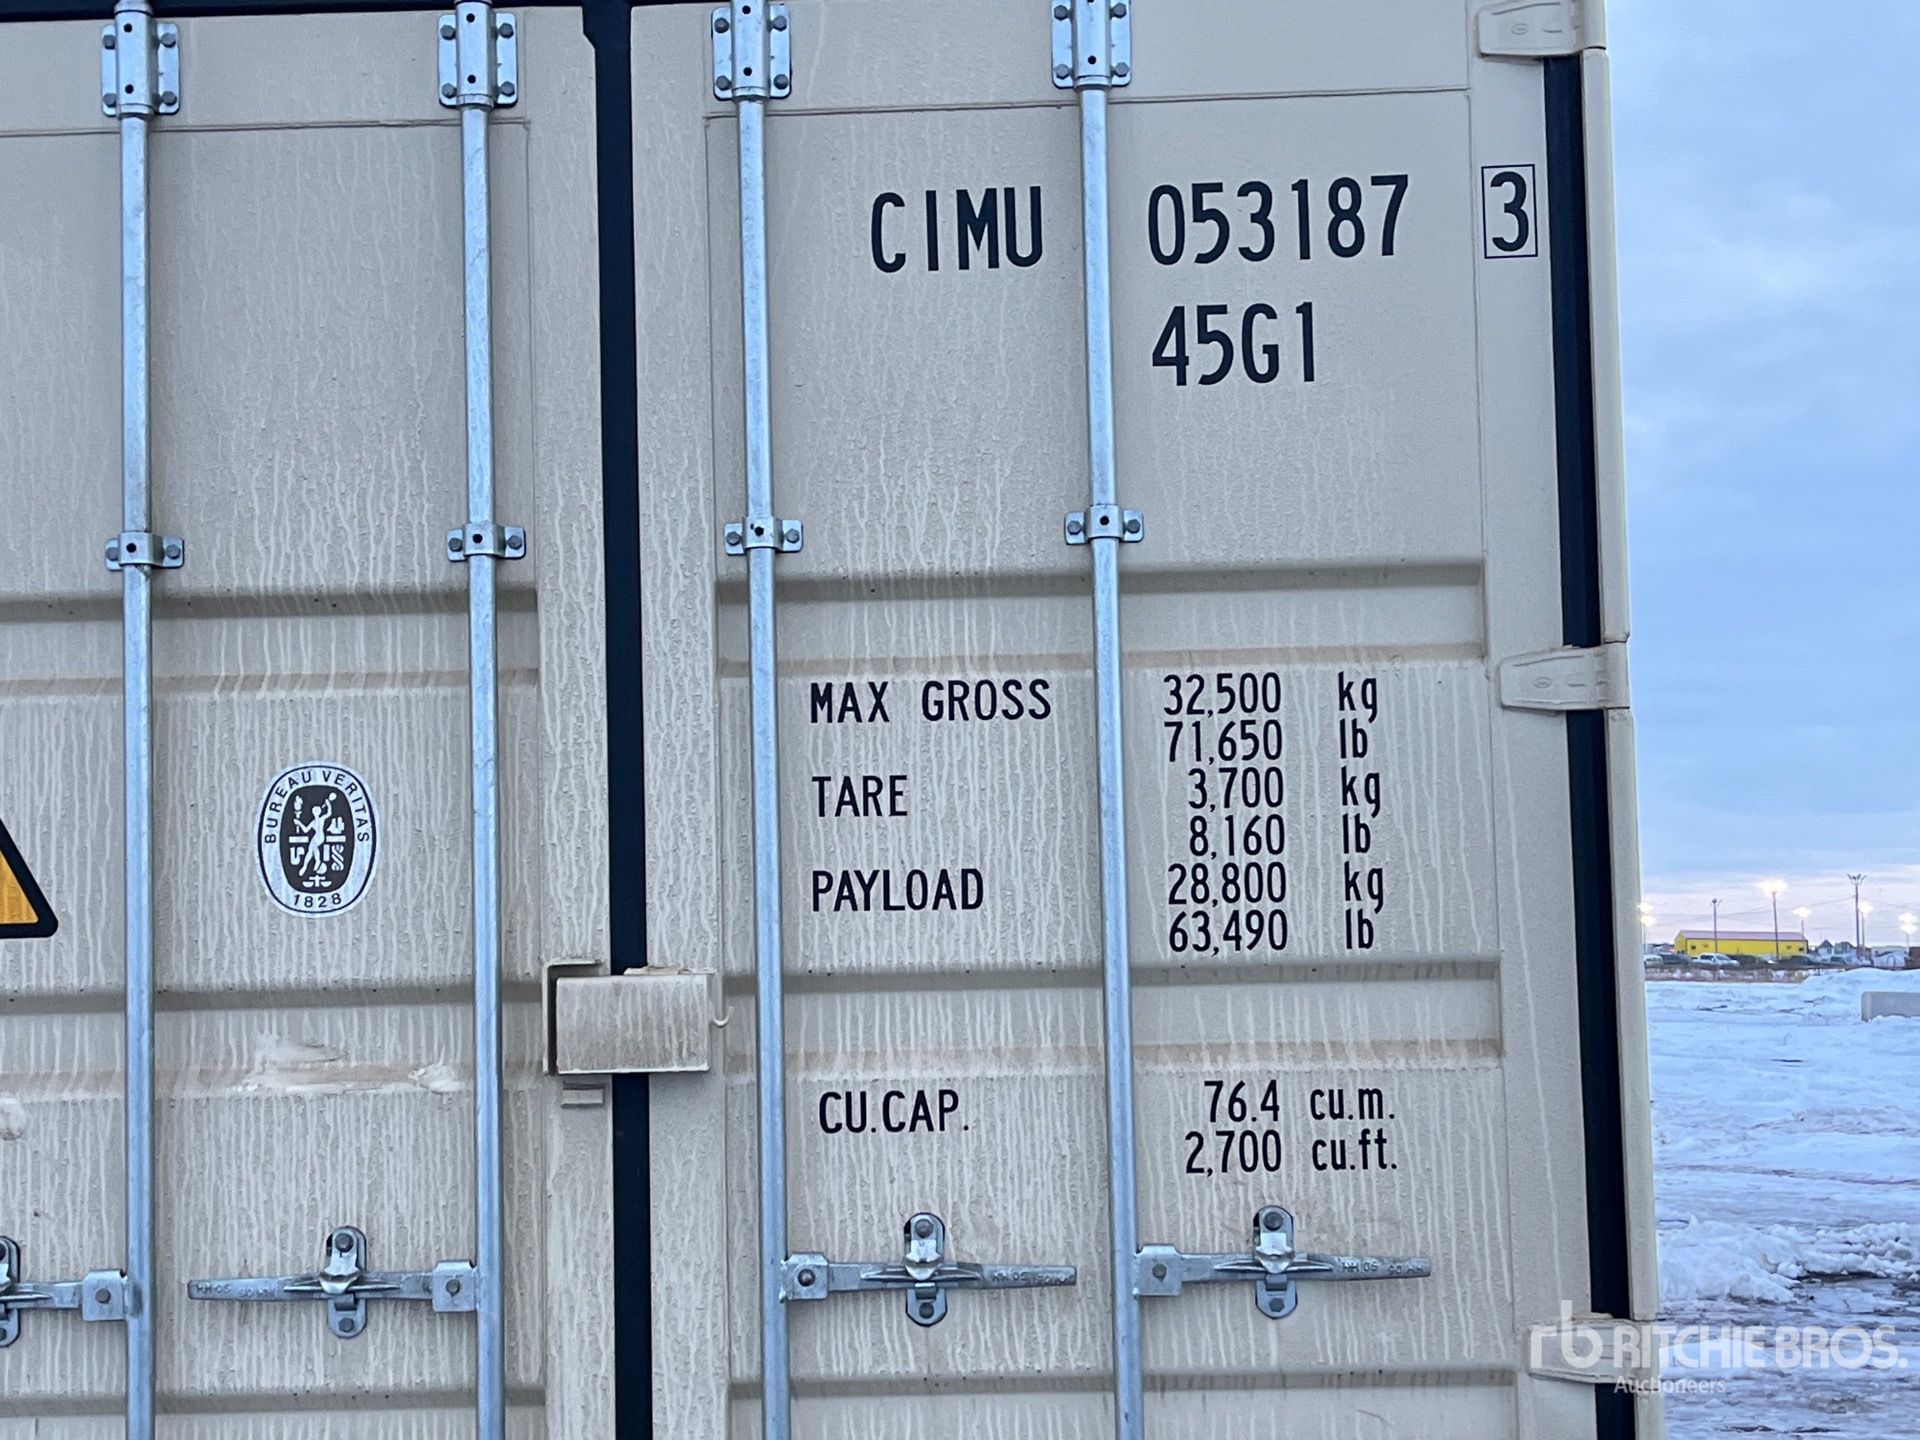 CIMU 053187 3
45G1
MAX GROSS 32,500 kg
71,650 lb
TARE 3,700 kg
8,160 lb
PAYLOAD 28,800 kg
63,490 lb
BUREAU VERITAS
1828
CU.CAP. 76.4 cu.m.
2,700 cu.ft.
rb RITCHIE BROS.
Auctioneers